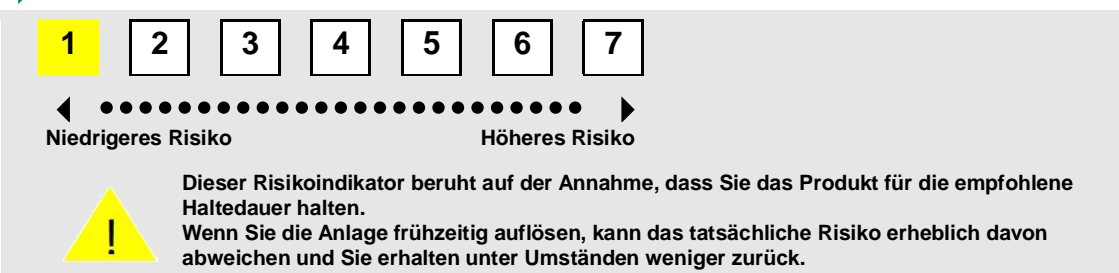 1 2 3 4 5 6 7
Niedrigeres Risiko Höheres Risiko
Dieser Risikoindikator beruht auf der Annahme, dass Sie das Produkt für die empfohlene
Haltedauer halten.
Wenn Sie die Anlage frühzeitig auflösen, kann das tatsächliche Risiko erheblich davon
abweichen und Sie erhalten unter Umständen weniger zurück.
!